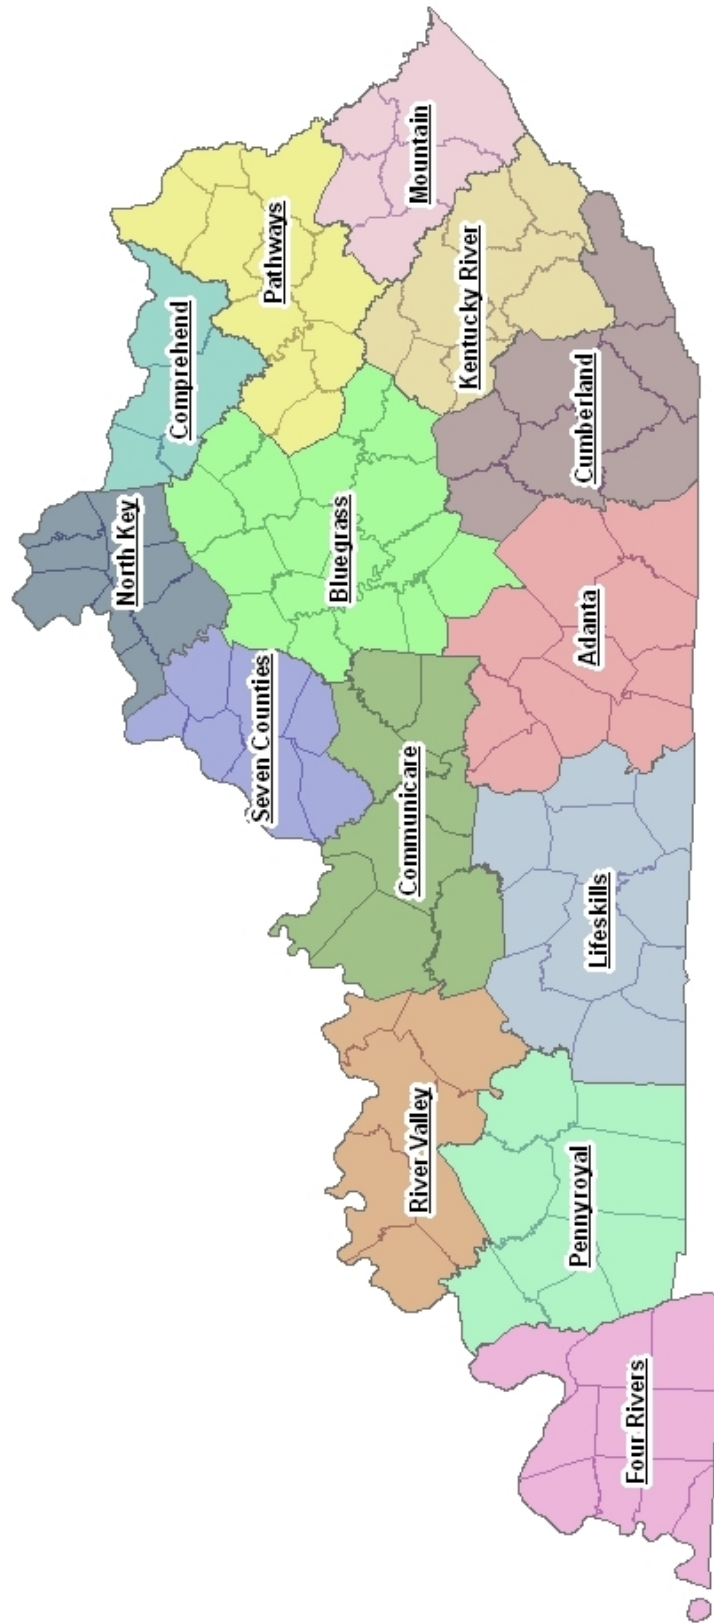 Four Rivers
Pennyroyal
River Valley
Lifeskills
Communicare
Seven Counties
Adanta
North Key
Bluegrass
Cumberland
Comprehend
Kentucky River
Pathways
Mountain